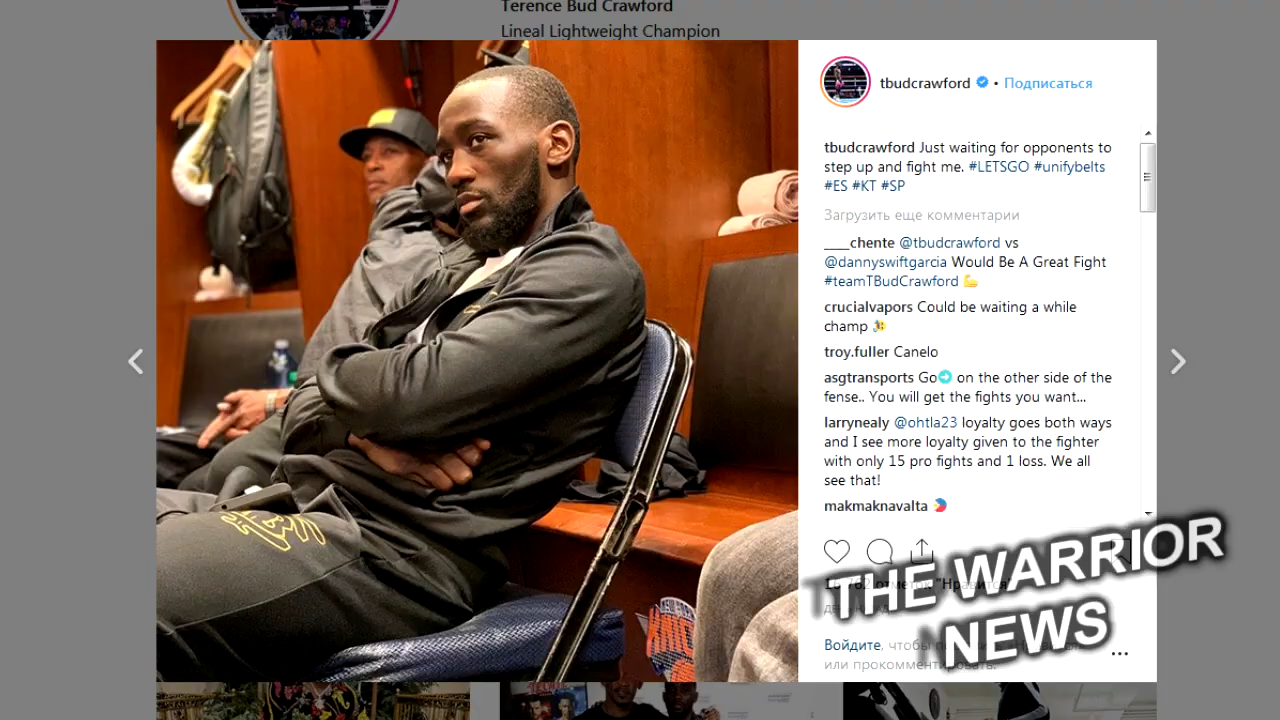 Terence Bud Crawford
Lineal Lightweight Champion
tbudcrawford • Подписаться
tbudcrawford Just waiting for opponents to
step up and fight me. #LETSGO #unifybelts
#ES #KT #SP
Загрузить еще комментарии
____chente @tbudcrawford vs
@dannyswiftgarcia Would Be A Great Fight
#teamTBudCrawford
crucialvapors Could be waiting a while
champ
troy.fuller Canelo
asgtransports Go on the other side of the
fense.. You will get the fights you want...
larrynealy @ohtla23 loyalty goes both ways
and I see more loyalty given to the fighter
with only 15 pro fights and 1 loss. We all
see that!
makmaknavalta
отметок "Нравится"
THE WARRIOR
NEWS
Войдите, чтобы
или прокомментировать.